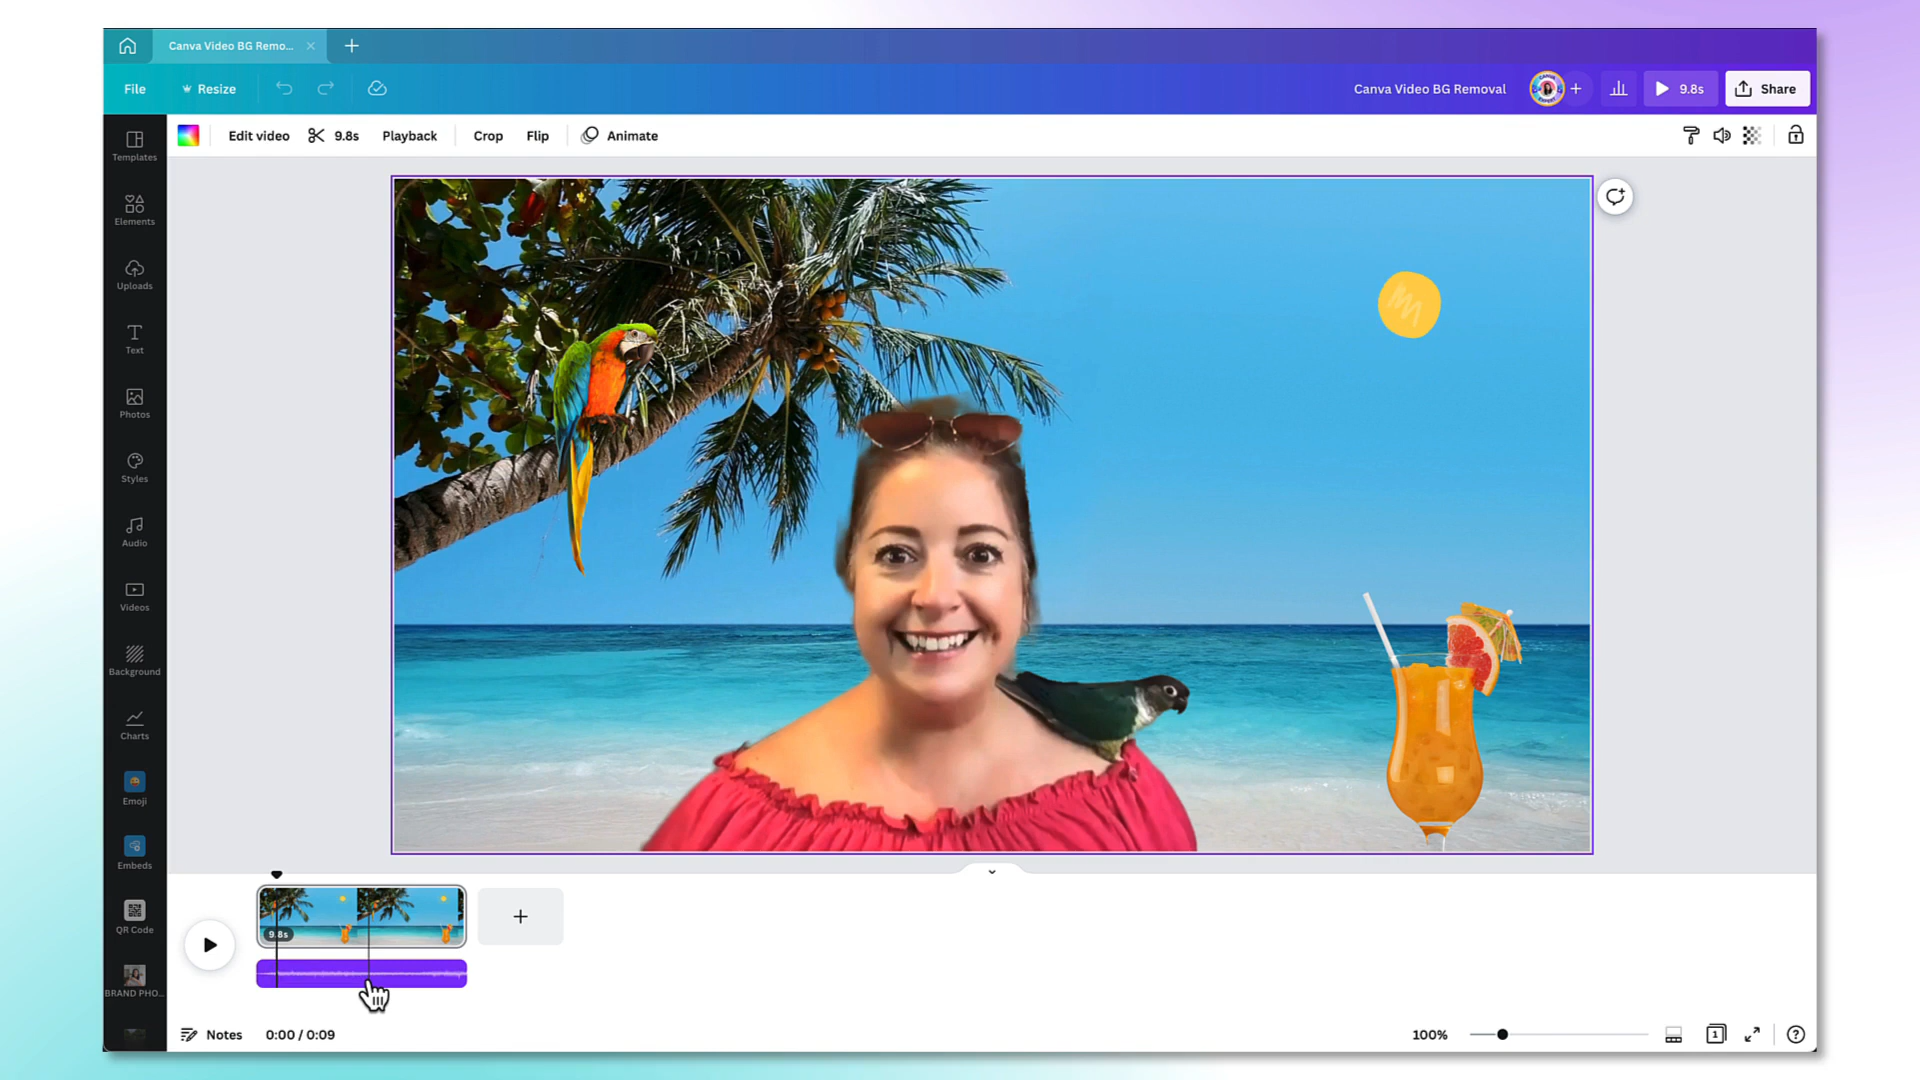 Canva Video BG Remo...
File
Resize
Canva Video BG Removal
9.8s
Share
Edit video
9.8s
Playback
Crop
Flip
Animate
Templates
Elements
Uploads
Text
Photos
Styles
Audio
Videos
Background
Charts
Emoji
Embeds
QR Code
BRAND PHO...
9.8s
Notes
0:00 / 0:09
100%
1